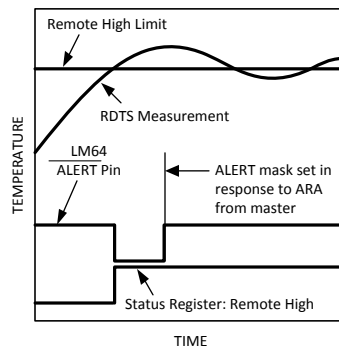 Remote High Limit
RDTS Measurement
LM64
ALERT Pin
ALERT mask set in
response to ARA
from master
Status Register: Remote High
TEMPERATURE
TIME